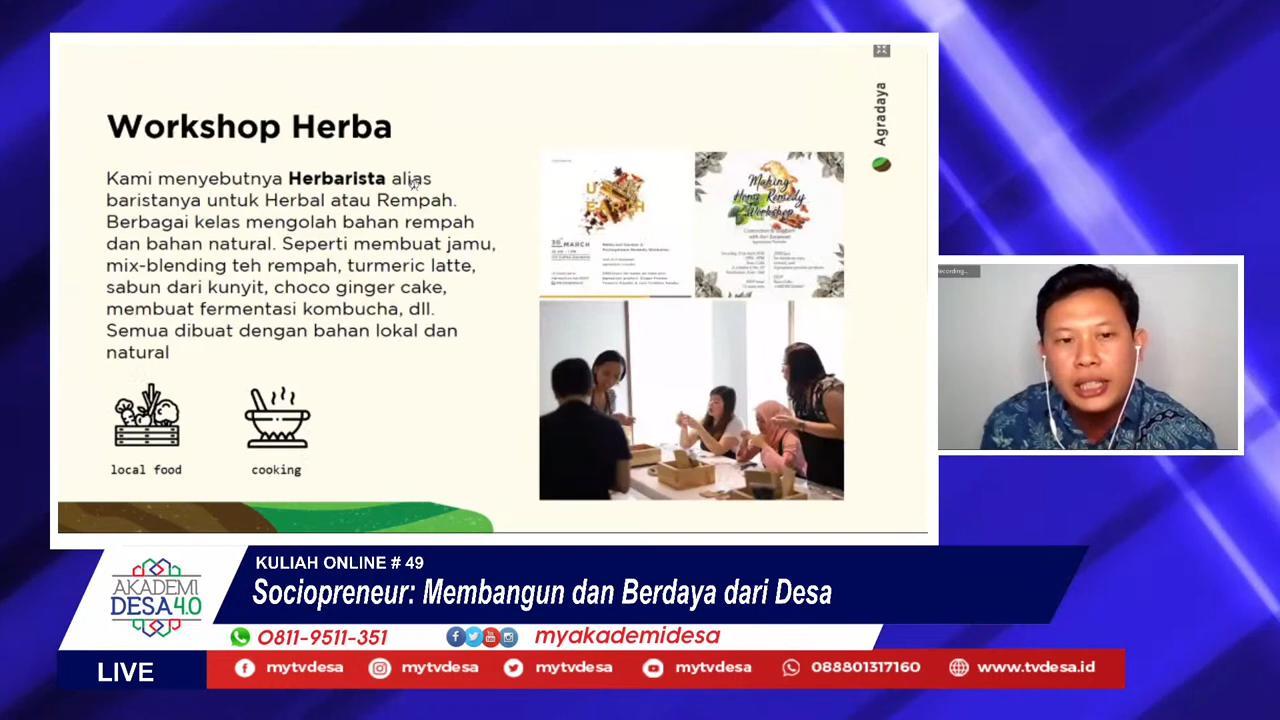 Workshop Herba
Kami menyebutnya Herbarista alias
baristanya untuk Herbal atau Rempah.
Berbagai kelas mengolah bahan rempah
dan bahan natural. Seperti membuat jamu,
mix-blending teh rempah, turmeric latte,
sabun dari kunyit, choco ginger cake,
membuat fermentasi kombucha, dll.
Semua dibuat dengan bahan lokal dan
natural
local food
cooking
Agradaya
MARCH
Making
Home Remedy
Workshop
KULIAH ONLINE # 49
Sociopreneur: Membangun dan Berdaya dari Desa
AKADEMI
DESA 4.0
0811-9511-351
myakademidesa
LIVE
mytvdesa
mytvdesa
mytvdesa
mytvdesa
088801317160
www.tvdesa.id